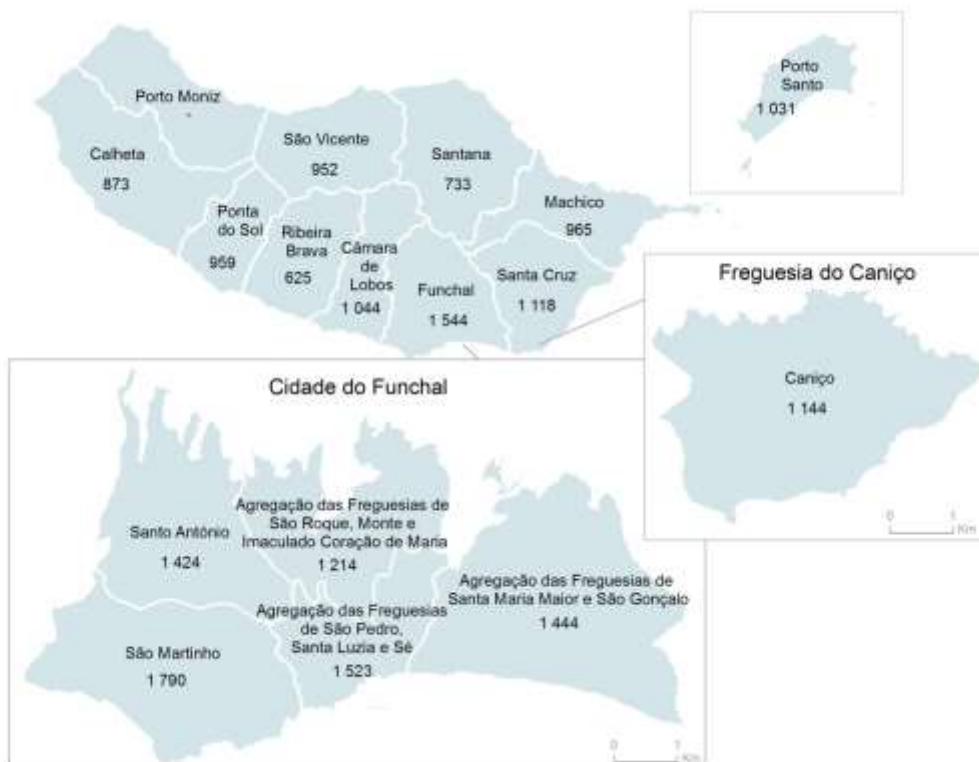 Porto
Santo
1 031
Porto Moniz
*
São Vicente
952
Calheta
873
Santana
733
Ponta
do Sol
959
Ribeira
Brava
625
Câmara
de
Lobos
1 044
Machico
965
Funchal
1 544
Santa Cruz
1 118
Freguesia do Caniço
Caniço
1 144
0 1
Km
Cidade do Funchal
Santo António
1 424
Agregação das Freguesias de
São Roque, Monte e
Imaculado Coração de Maria
1 214
Agregação das Freguesias de
Santa Maria Maior e São Gonçalo
1 444
Agregação das Freguesias
de São Pedro,
Santa Luzia e Sé
1 523
São Martinho
1 790
0 1
Km